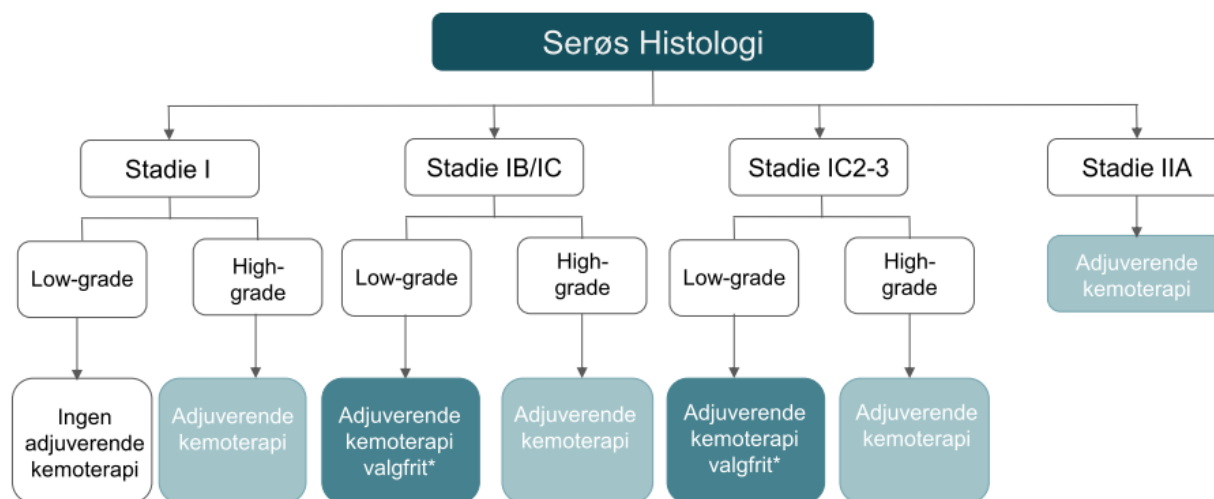 Serøs Histologi
Stadie I
Stadie IB/IC
Stadie IC2-3
Stadie IIA
Low-grade
High-
grade
Low-grade
High-
grade
Low-grade
High-
grade
Adjuverende
kemoterapi
Ingen
adjuverende
kemoterapi
Adjuverende
kemoterapi
Adjuverende
kemoterapi
valgfrit*
Adjuverende
kemoterapi
Adjuverende
kemoterapi
valgfrit*
Adjuverende
kemoterapi